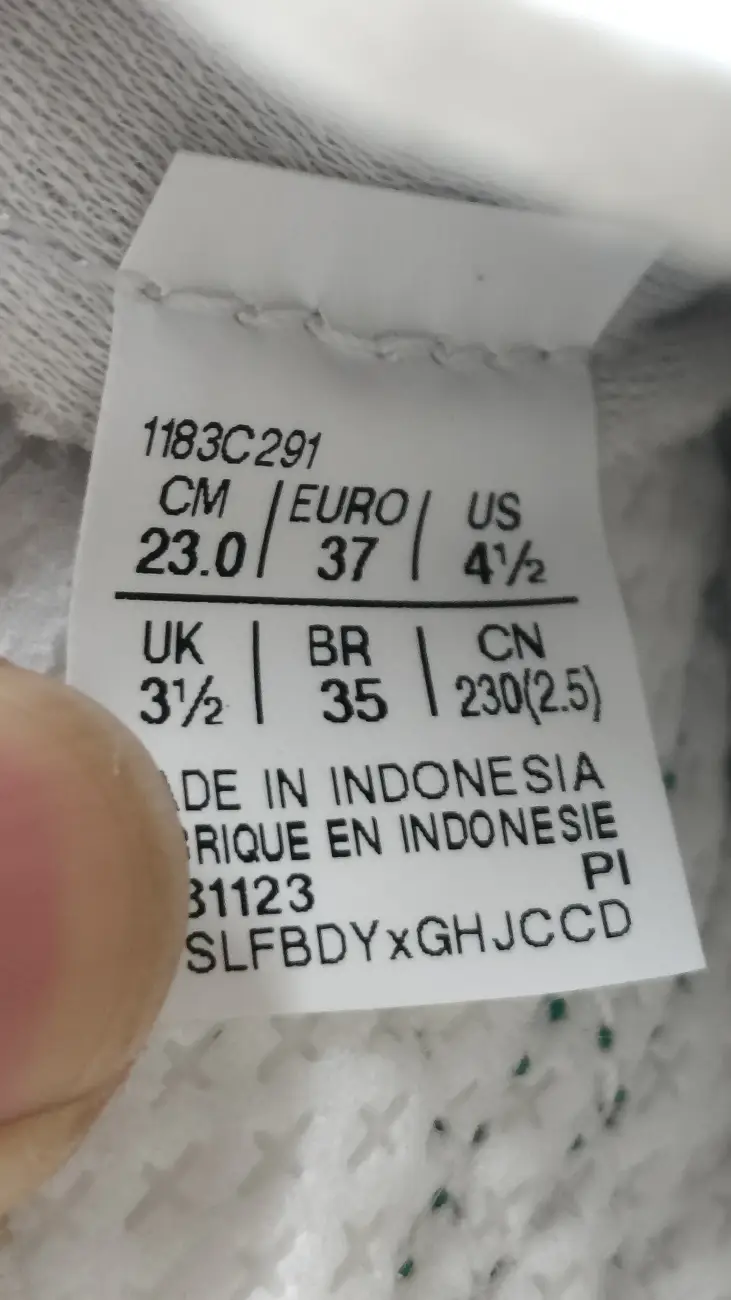 1183C291
CM / EURO / US
23.0 37 4½
UK | BR | CN
3½ 35 230(2.5)
DE IN INDONESIA
RIQUE EN INDONESIE
31123 PI
SLFBDYxGHJCCD